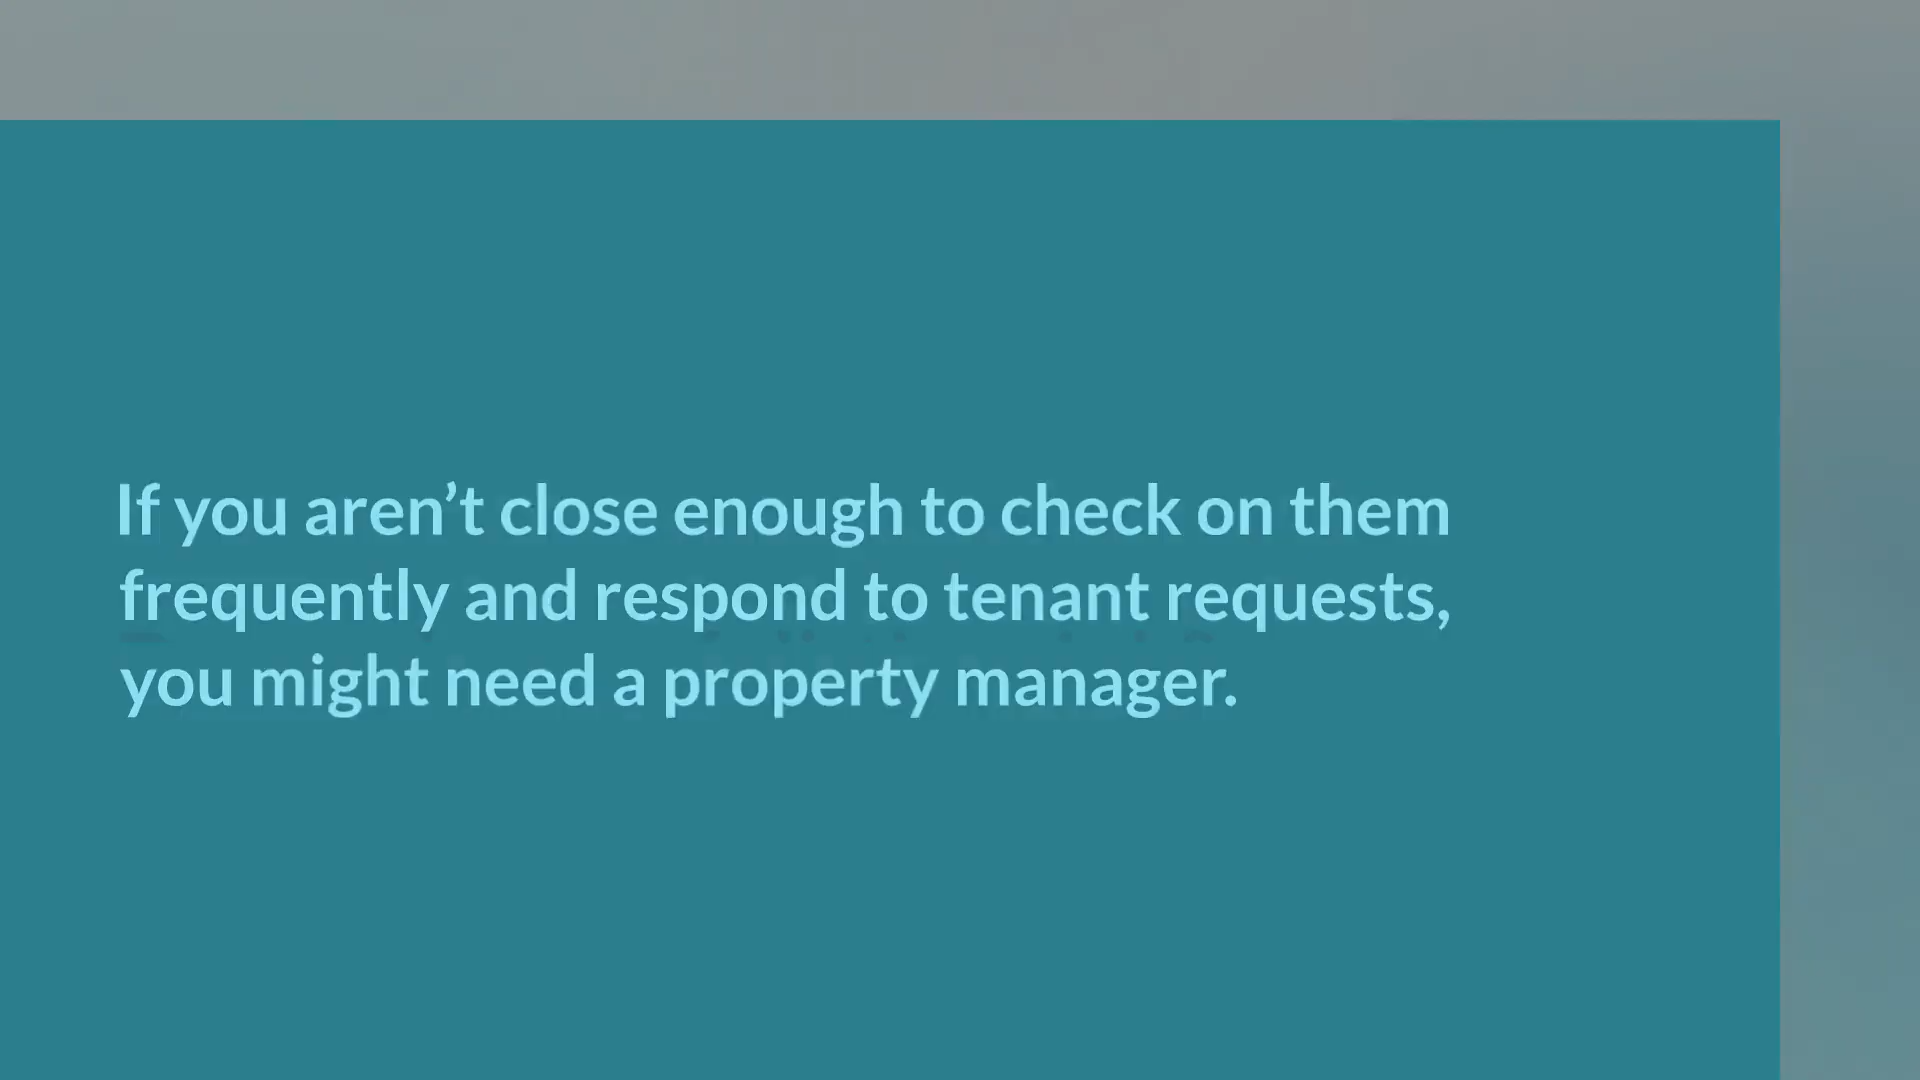 If you aren’t close enough to check on them
frequently and respond to tenant requests,
you might need a property manager.